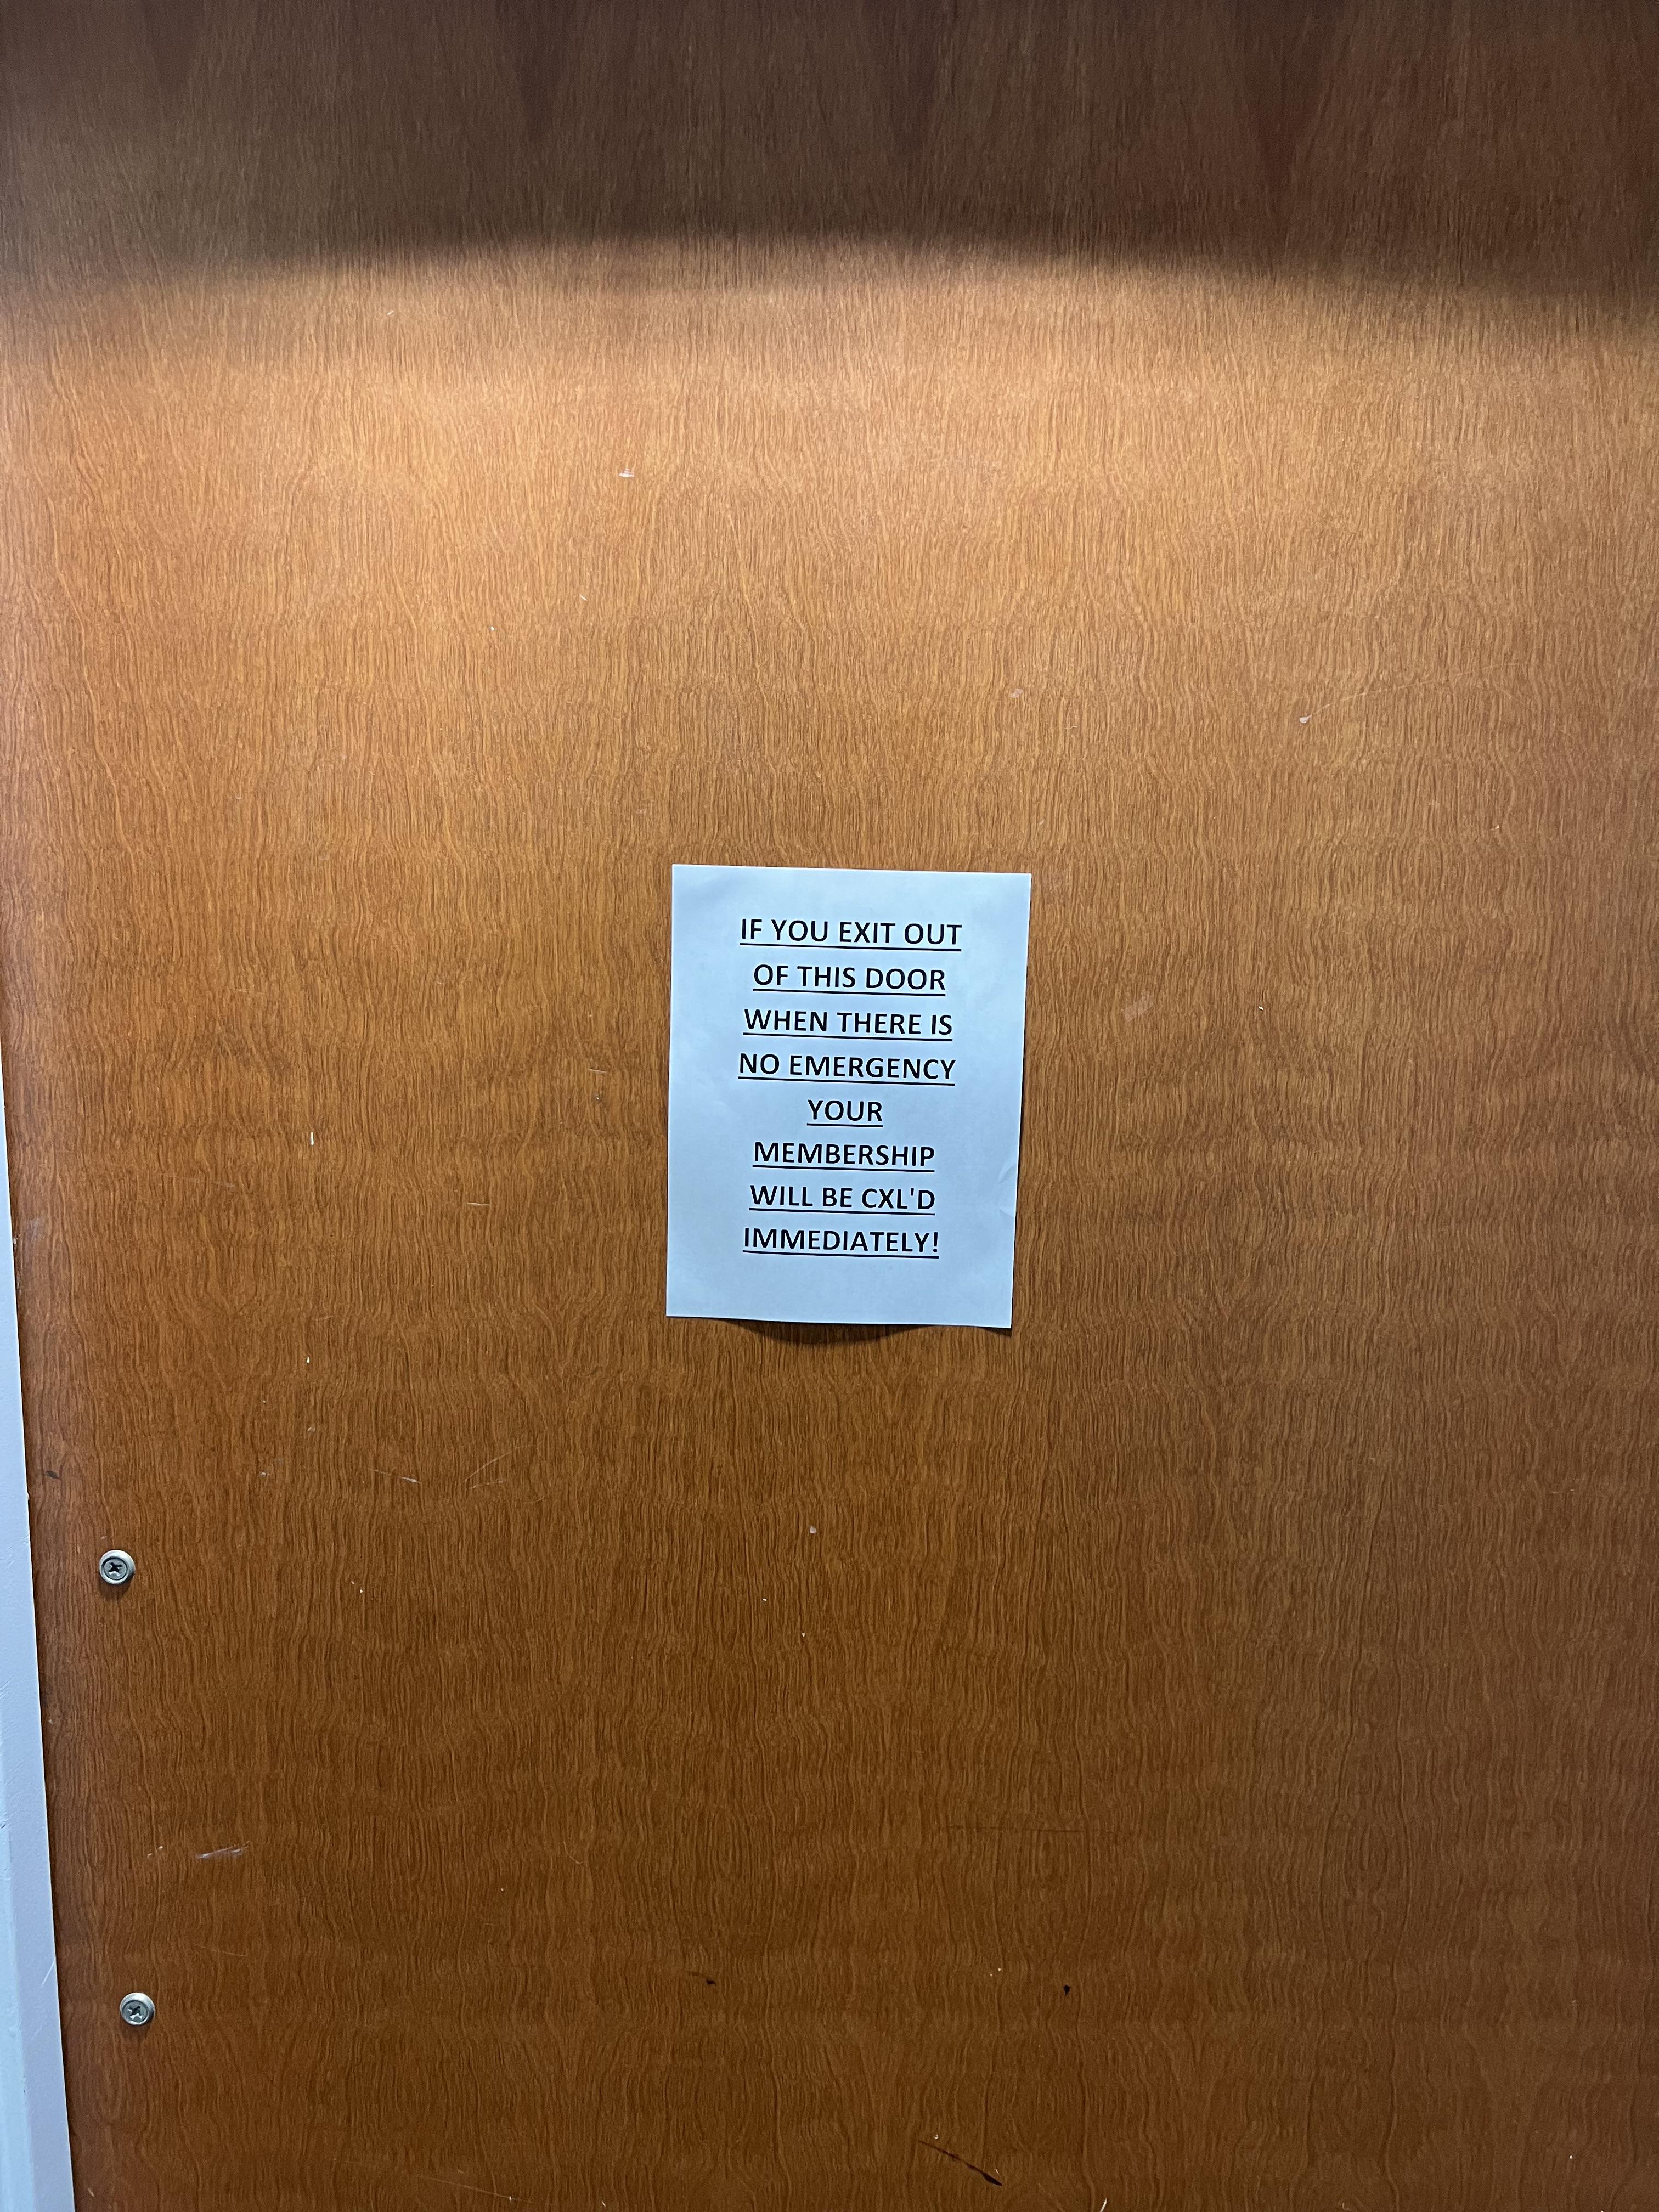 IF YOU EXIT OUT
OF THIS DOOR
WHEN THERE IS
NO EMERGENCY
YOUR
MEMBERSHIP
WILL BE CXL'D
IMMEDIATELY!